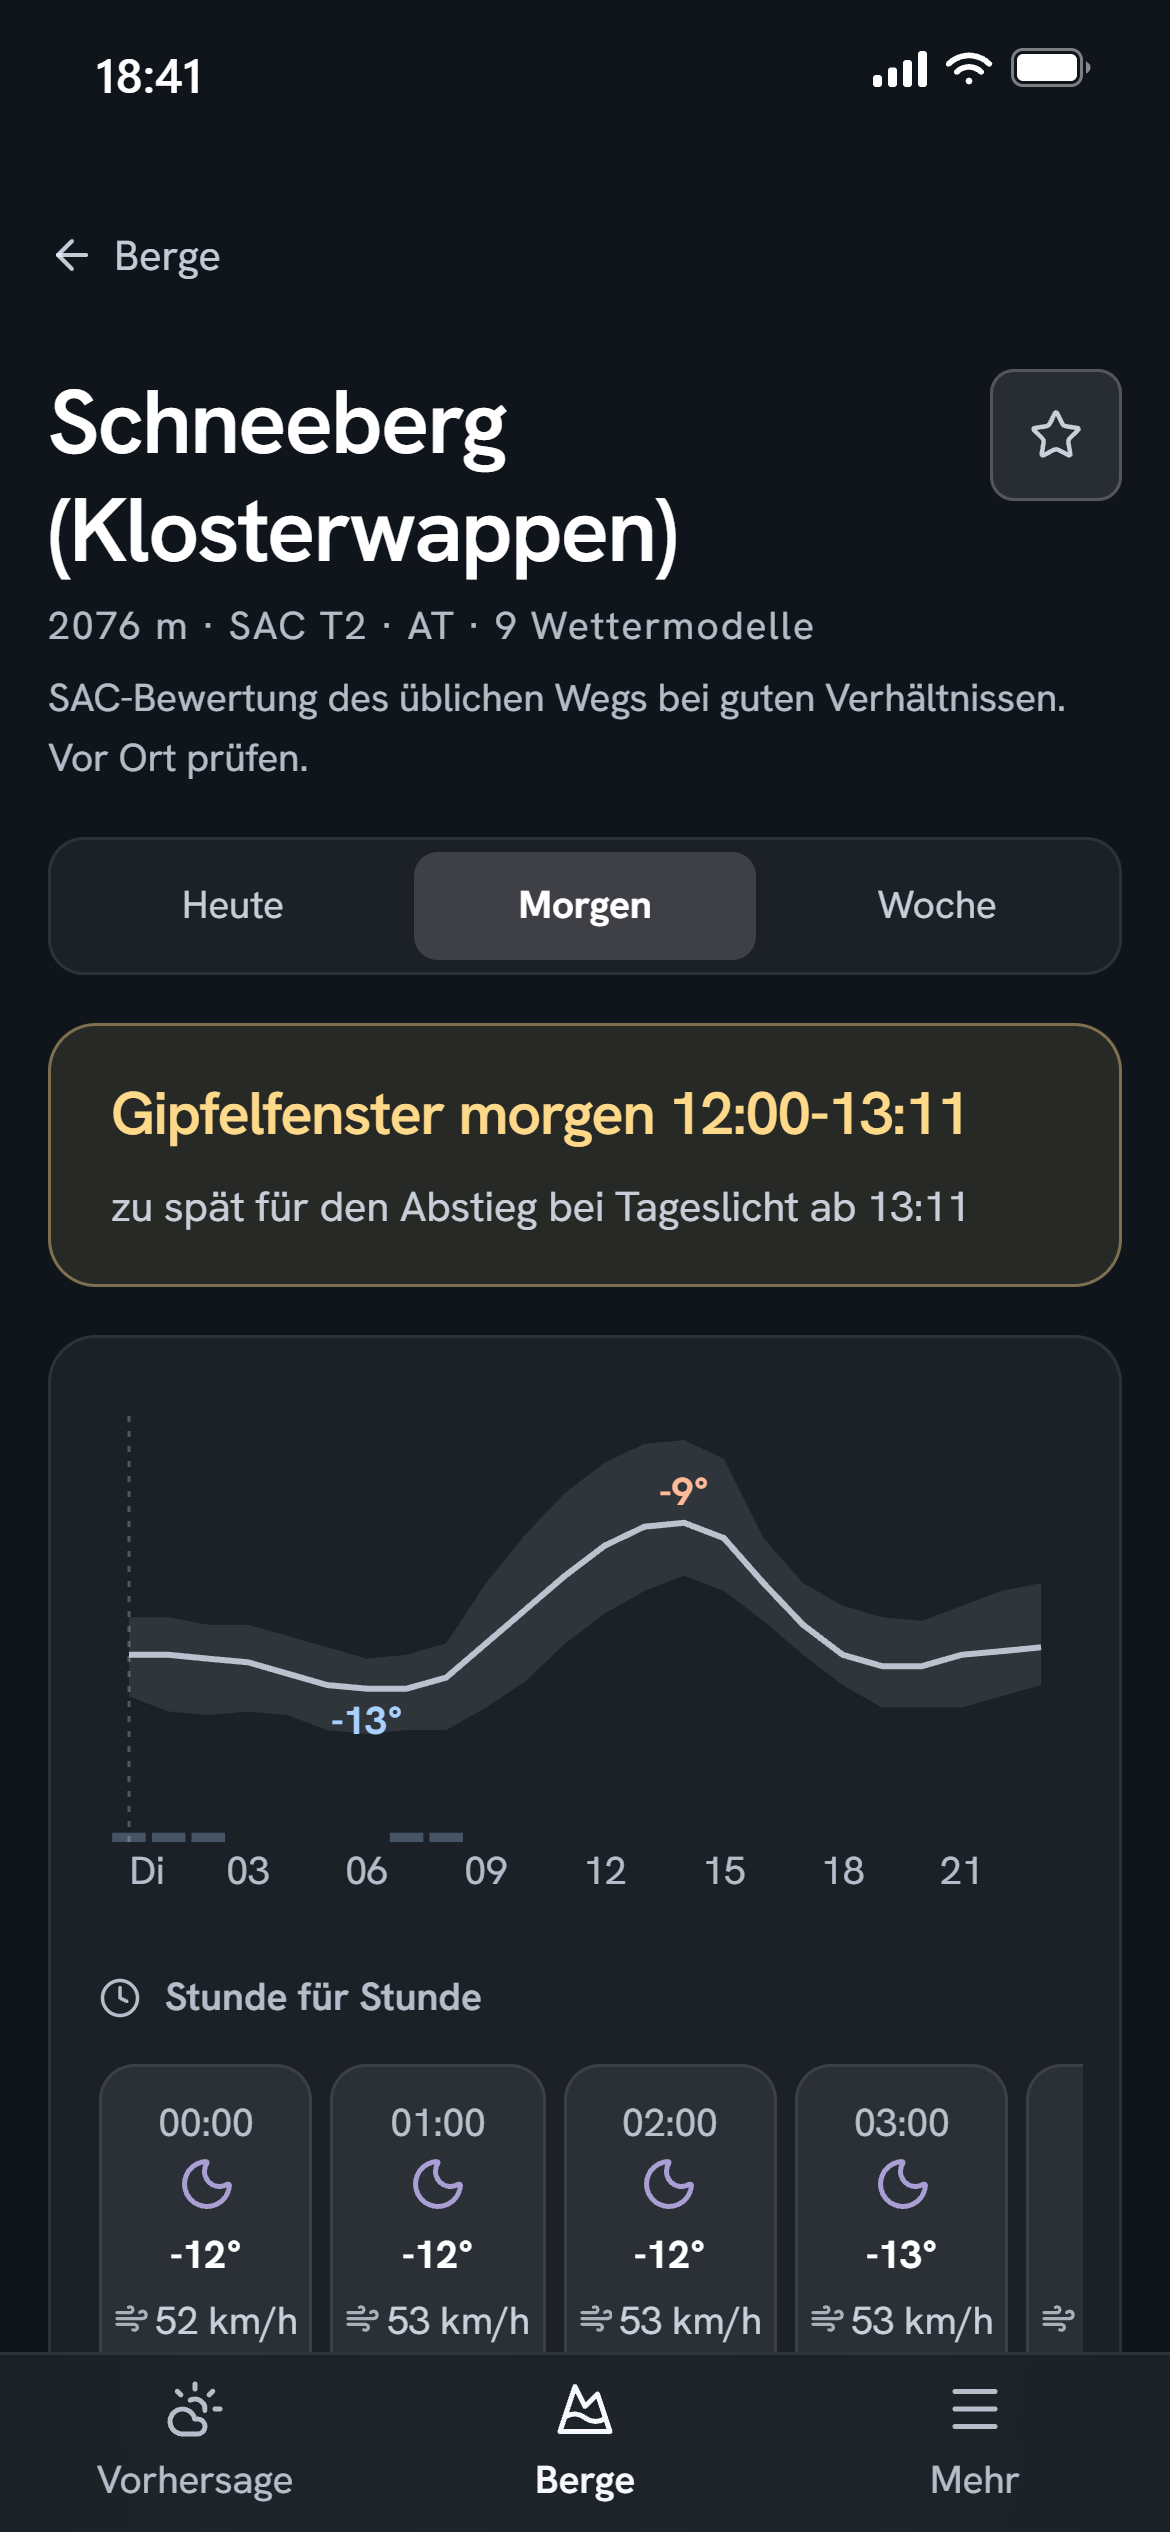 18:41
Berge
Schneeberg
(Klosterwappen)
2076 m · SAC T2 · AT · 9 Wettermodelle
SAC-Bewertung des üblichen Wegs bei guten Verhältnissen.
Vor Ort prüfen.
Heute Morgen Woche
Gipfelfenster morgen 12:00-13:11
zu spät für den Abstieg bei Tageslicht ab 13:11
-9°
-13°
Di 03 06 09 12 15 18 21
Stunde für Stunde
00:00 01:00 02:00 03:00
-12° -12° -12° -13°
52 km/h 53 km/h 53 km/h 53 km/h
Vorhersage Berge Mehr